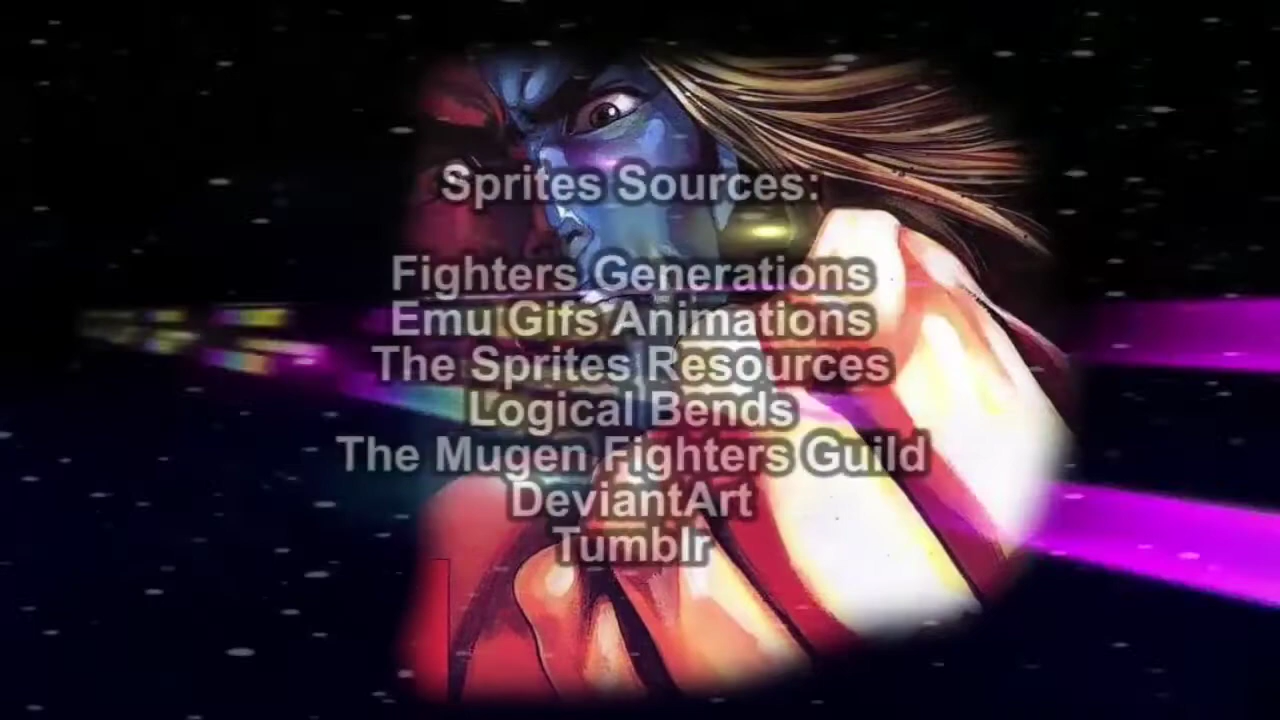 Sprites Sources:
Fighters Generations
Emu Gifs Animations
The Sprites Resources
Logical Bends
The Mugen Fighters Guild
DeviantArt
Tumblr